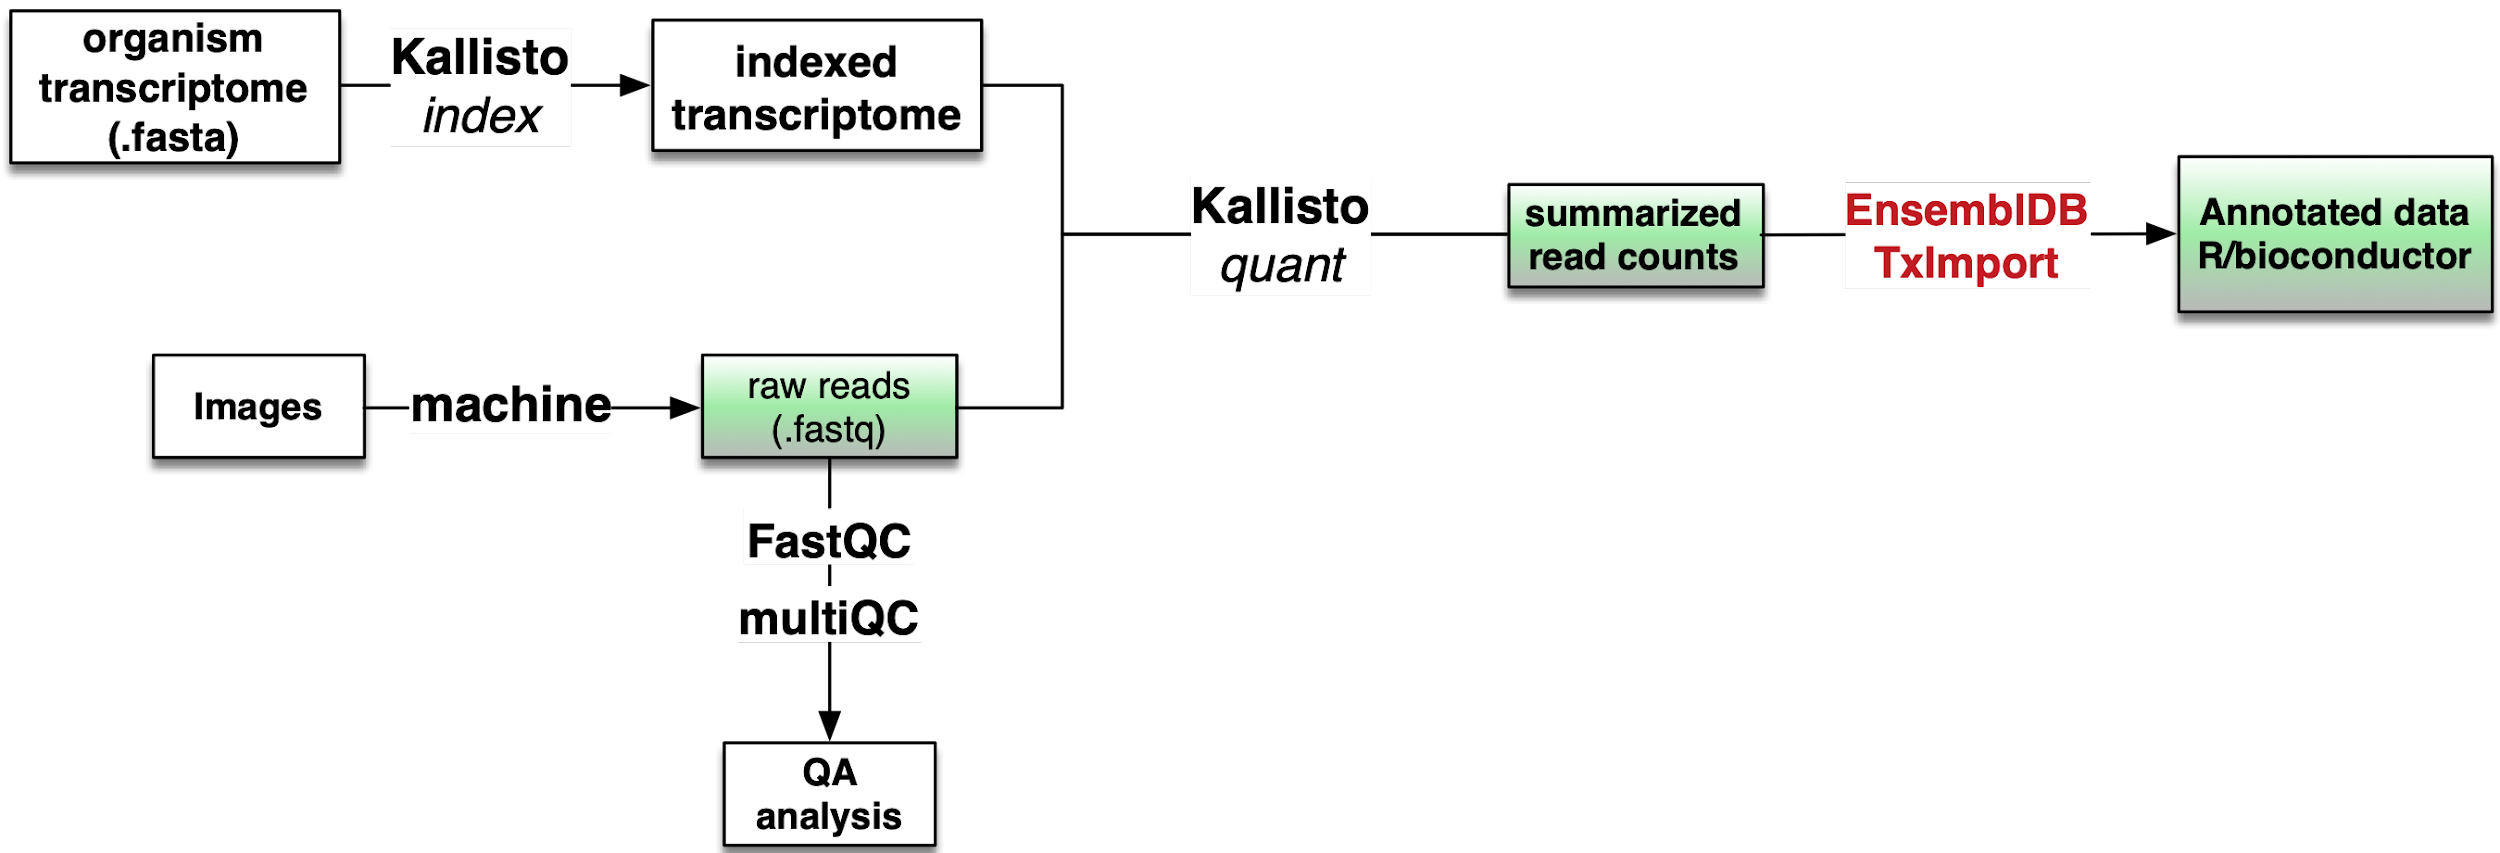 organism
transcriptome
(.fasta)
Kallisto
index
indexed
transcriptome
Kallisto
quant
summarized
read counts
EnsemblDB
TxImport
Annotated data
R/bioconductor
Images
machine
raw reads
(.fastq)
FastQC
multiQC
QA
analysis